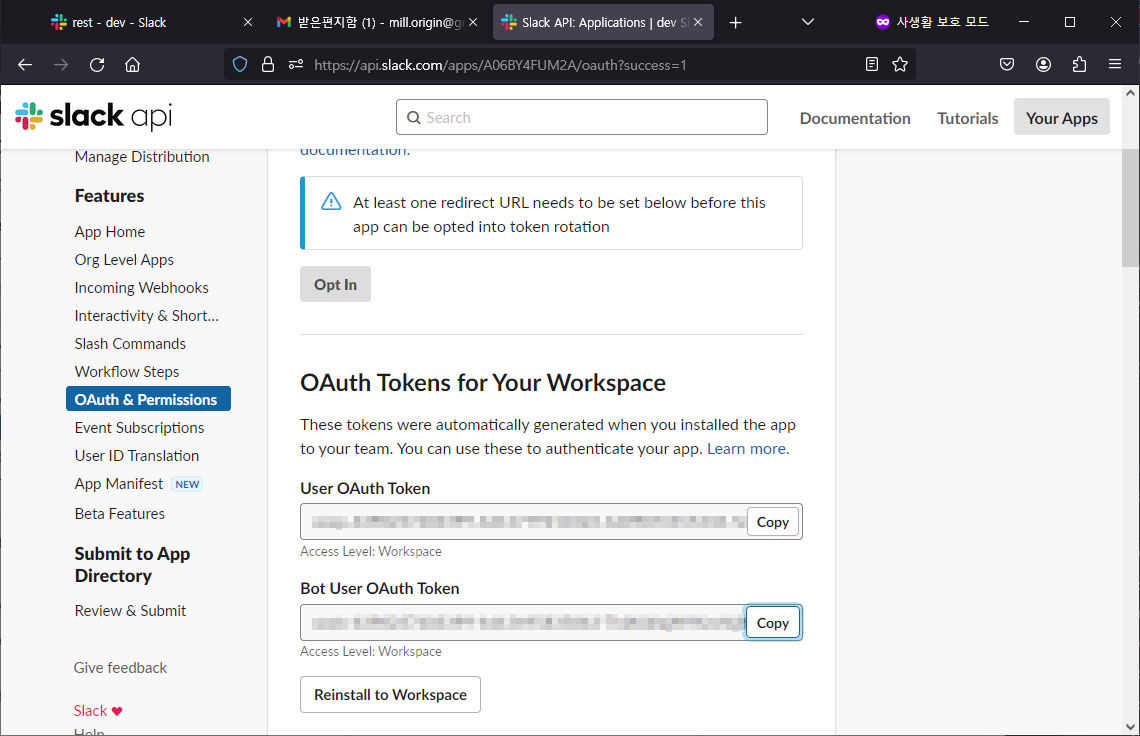 rest - dev - Slack
받은편지함 (1) - mill.origin@g
Slack API: Applications | dev Sl
사생활 보호 모드
https://api.slack.com/apps/A06BY4FUM2A/oauth?success=1
slack api
Search
Documentation
Tutorials
Your Apps
Manage Distribution
Features
App Home
Org Level Apps
Incoming Webhooks
Interactivity & Short...
Slash Commands
Workflow Steps
OAuth & Permissions
Event Subscriptions
User ID Translation
App Manifest NEW
Beta Features
Submit to App
Directory
Review & Submit
Give feedback
Slack ♥
Help
documentation.
At least one redirect URL needs to be set below before this
app can be opted into token rotation
Opt In
OAuth Tokens for Your Workspace
These tokens were automatically generated when you installed the app
to your team. You can use these to authenticate your app. Learn more.
User OAuth Token
Copy
Access Level: Workspace
Bot User OAuth Token
Copy
Access Level: Workspace
Reinstall to Workspace